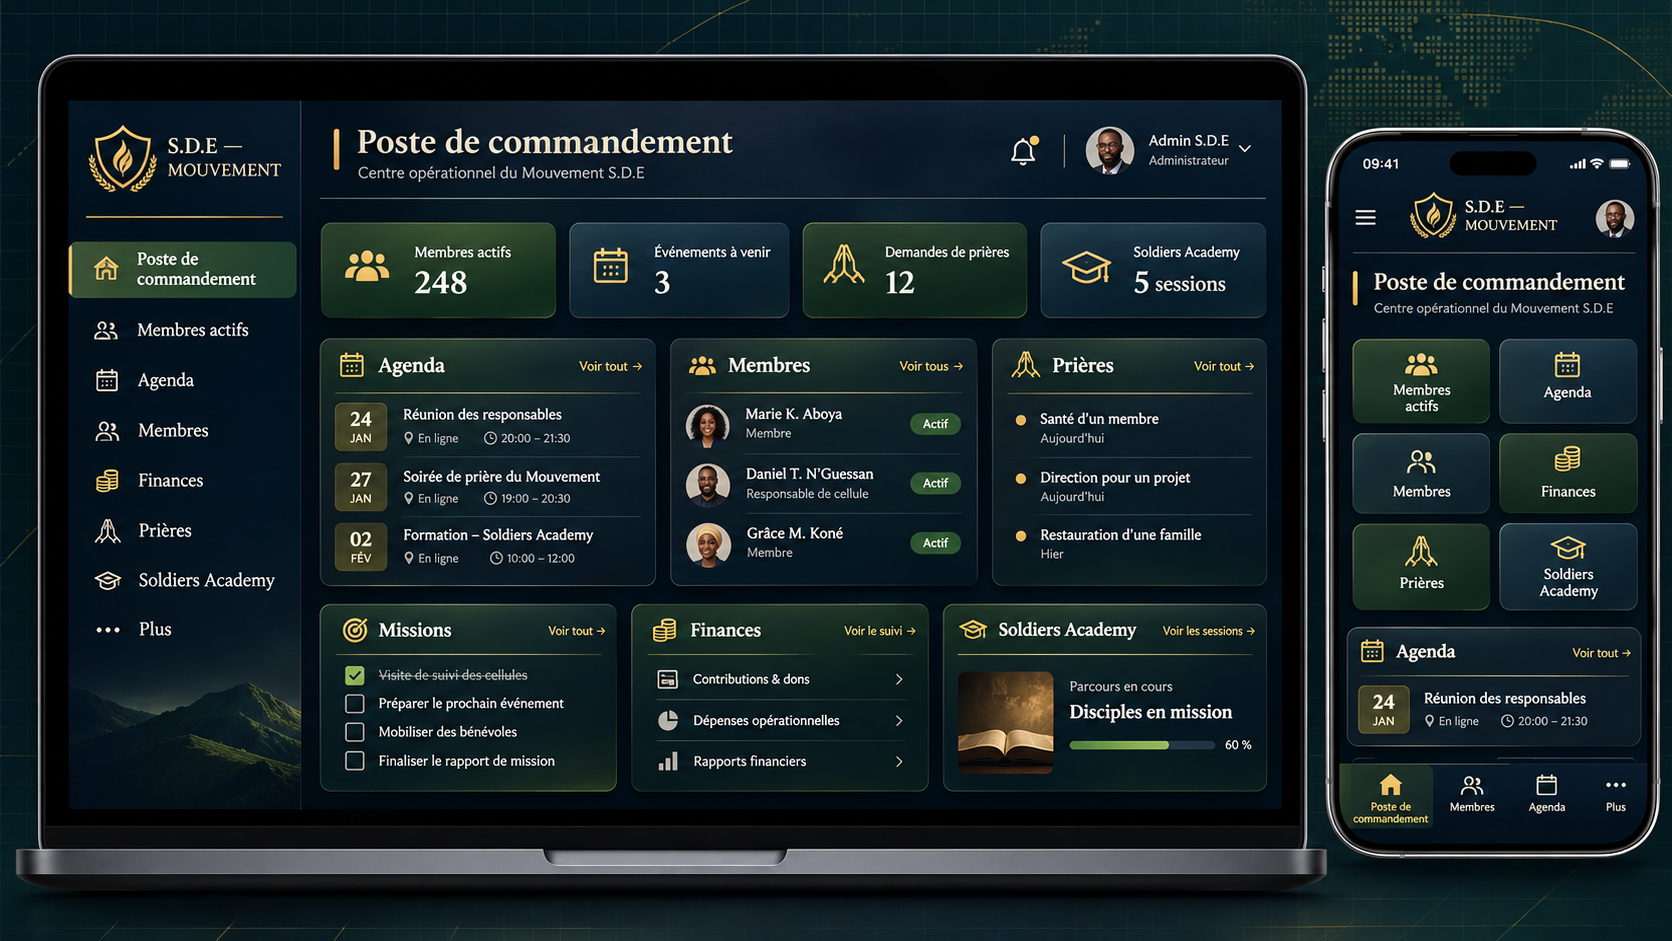 S.D.E —
MOUVEMENT
Poste de
commandement
Membres actifs
Agenda
Membres
Finances
Prières
Soldiers Academy
Plus
Poste de commandement
Centre opérationnel du Mouvement S.D.E
Admin S.D.E
Administrateur
Membres actifs
248
Événements à venir
3
Demandes de prières
12
Soldiers Academy
5 sessions
Agenda
Voir tout →
24
JAN
Réunion des responsables
En ligne
20:00 – 21:30
27
JAN
Soirée de prière du Mouvement
En ligne
19:00 – 20:30
02
FÉV
Formation – Soldiers Academy
En ligne
10:00 – 12:00
Membres
Voir tous →
Marie K. Aboya
Membre
Actif
Daniel T. N'Guessan
Responsable de cellule
Actif
Grâce M. Koné
Membre
Actif
Prières
Voir tout →
Santé d'un membre
Aujourd'hui
Direction pour un projet
Aujourd'hui
Restauration d'une famille
Hier
Missions
Voir tout →
Visite de suivi des cellules
Préparer le prochain événement
Mobiliser des bénévoles
Finaliser le rapport de mission
Finances
Voir le suivi →
Contributions & dons
Dépenses opérationnelles
Rapports financiers
Soldiers Academy
Voir les sessions →
Parcours en cours
Disciples en mission
60 %
09:41
S.D.E —
MOUVEMENT
Poste de commandement
Centre opérationnel du Mouvement S.D.E
Membres
actifs
Agenda
Membres
Finances
Prières
Soldiers
Academy
Agenda
Voir tout →
24
JAN
Réunion des responsables
En ligne
20:00 – 21:30
Poste de
commandement
Membres
Agenda
Plus